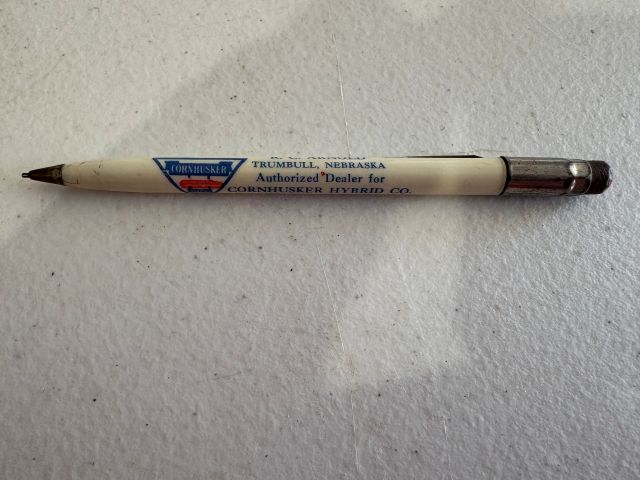 CORNHUSKER
TRUMBULL, NEBRASKA
Authorized Dealer for
CORNHUSKER HYBRID CO.